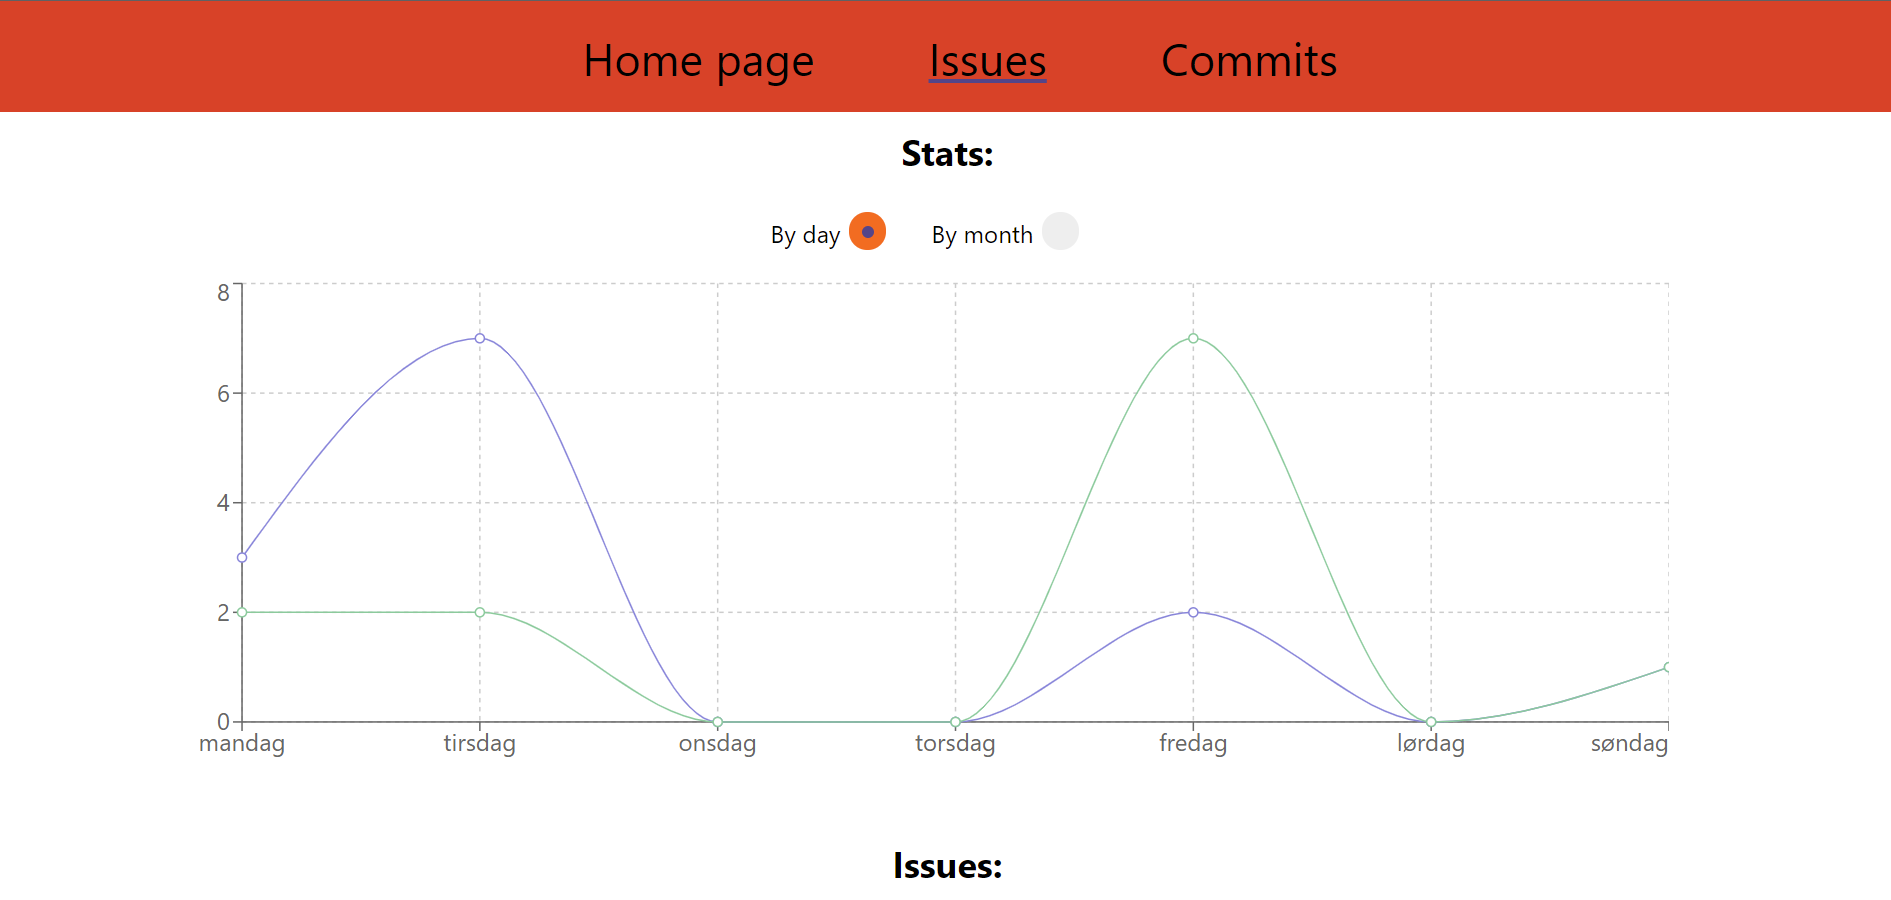 Home page Issues Commits
Stats:
By day By month
8
6
4
2
0
mandag tirsdag onsdag torsdag fredag lørdag søndag
Issues: